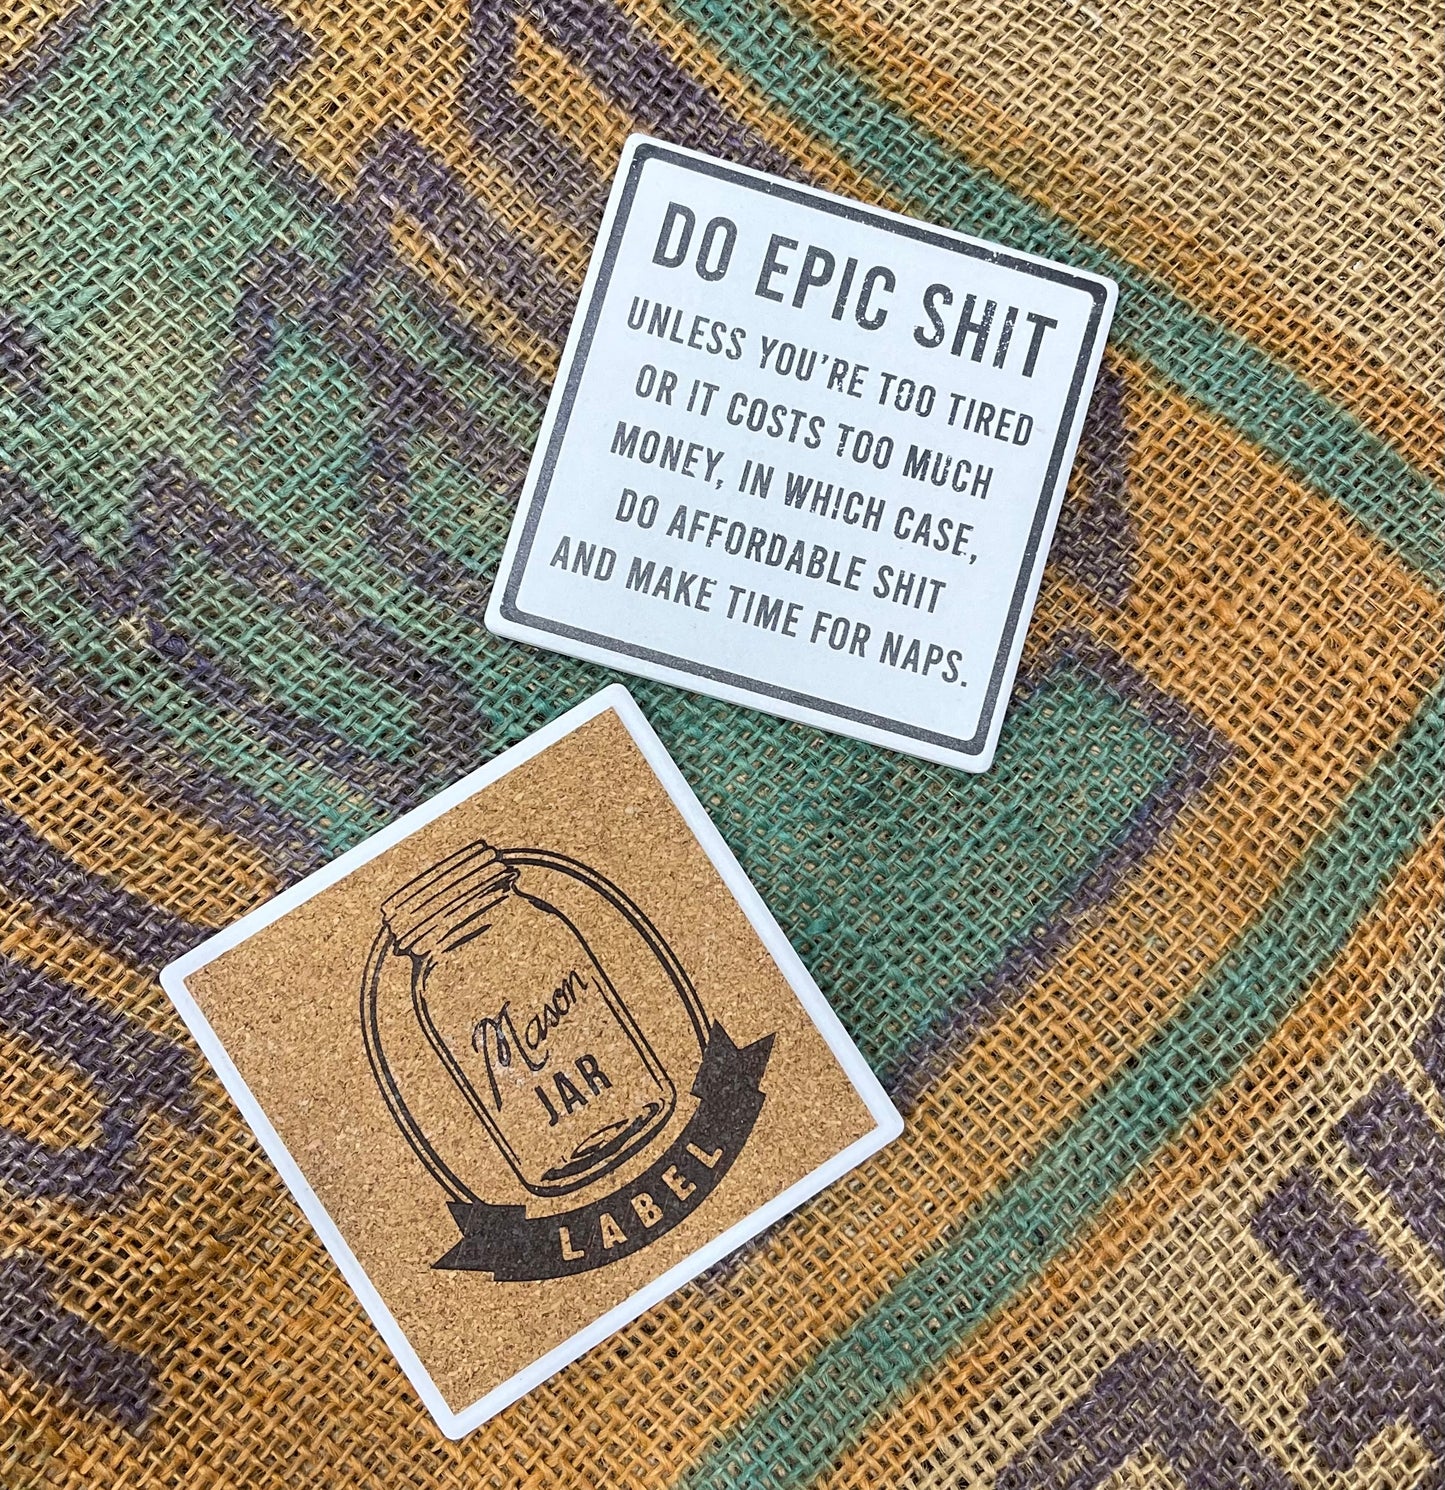 DO EPIC SHIT
UNLESS YOU'RE TOO TIRED
OR IT COSTS TOO MUCH
MONEY, IN WHICH CASE,
DO AFFORDABLE SHIT
AND MAKE TIME FOR NAPS.
Mason
JAR
LABEL